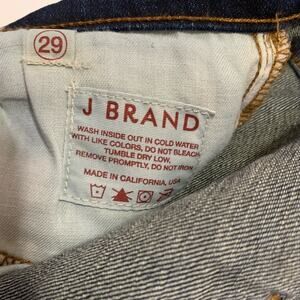 29
J BRAND
WASH INSIDE OUT IN COLD WATER
WITH LIKE COLORS, DO NOT BLEACH
TUMBLE DRY LOW,
REMOVE PROMPTLY, DO NOT IRON
MADE IN CALIFORNIA, USA